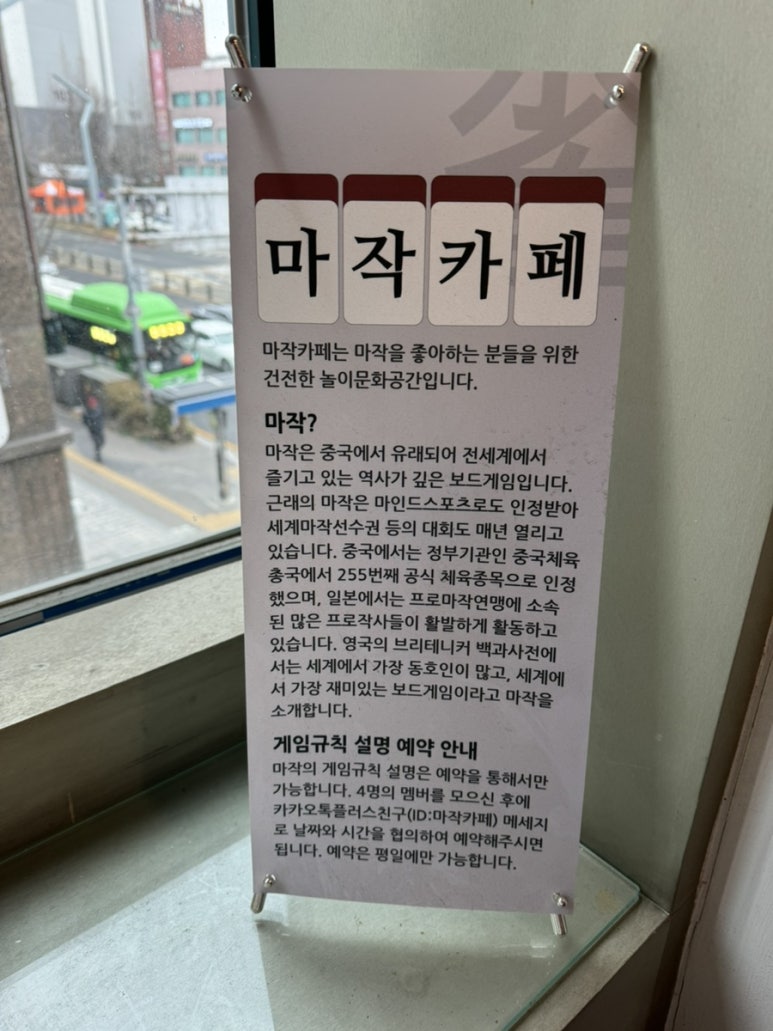 마작카페
마작카페는 마작을 좋아하는 분들을 위한
건전한 놀이문화공간입니다.
마작?
마작은 중국에서 유래되어 전세계에서
즐기고 있는 역사가 깊은 보드게임입니다.
근래의 마작은 마인드스포츠로도 인정받아
세계마작선수권 등의 대회도 매년 열리고
있습니다. 중국에서는 정부기관인 중국체육
총국에서 255번째 공식 체육종목으로 인정
했으며, 일본에서는 프로마작연맹에 소속
된 많은 프로작사들이 활발하게 활동하고
있습니다. 영국의 브리테니커 백과사전에
서는 세계에서 가장 동호인이 많고, 세계에
서 가장 재미있는 보드게임이라고 마작을
소개합니다.
게임규칙 설명 예약 안내
마작의 게임규칙 설명은 예약을 통해서만
가능합니다. 4명의 멤버를 모으신 후에
카카오톡플러스친구(ID:마작카페) 메세지
로 날짜와 시간을 협의하여 예약해주시면
됩니다. 예약은 평일에만 가능합니다.